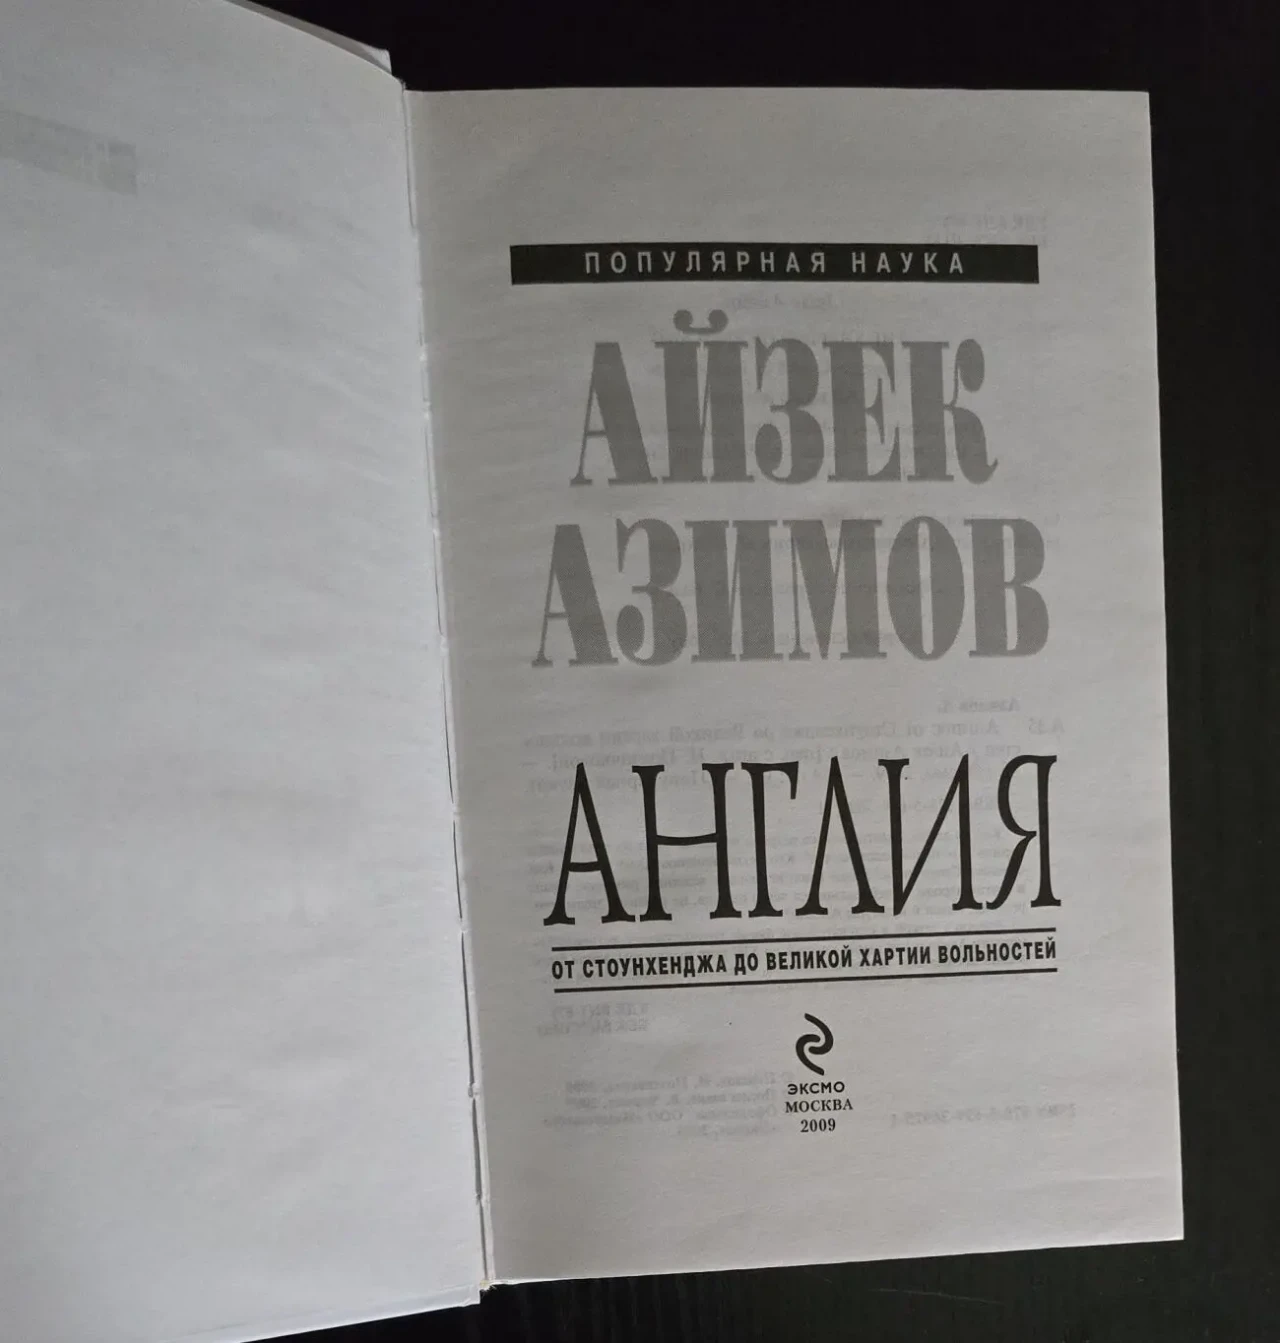 ПОПУЛЯРНАЯ НАУКА
АЙЗЕК
АЗИМОВ
АНГЛИЯ
ОТ СТОУНХЕНДЖА ДО ВЕЛИКОЙ ХАРТИИ ВОЛЬНОСТЕЙ
ЭКСМО
МОСКВА
2009